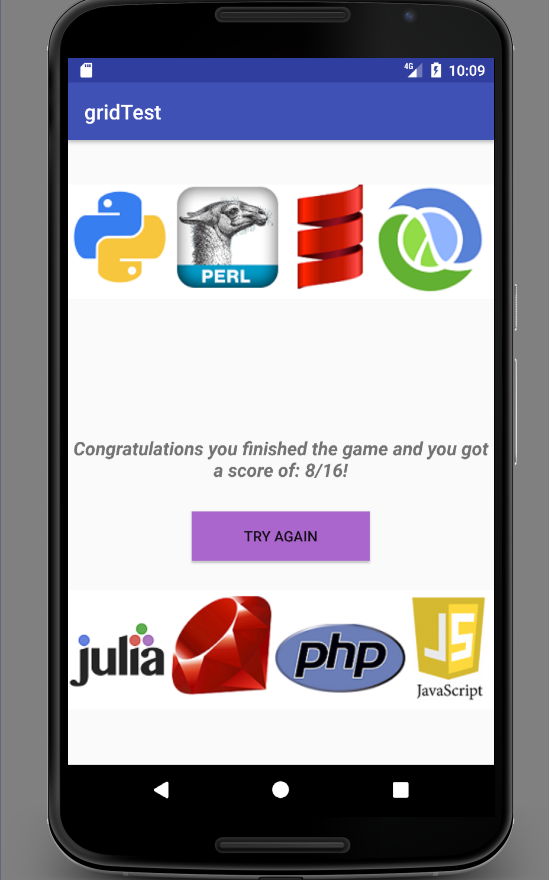 4G 10:09
gridTest
PERL
Congratulations you finished the game and you got
a score of: 8/16!
TRY AGAIN
julia
php
JS
JavaScript